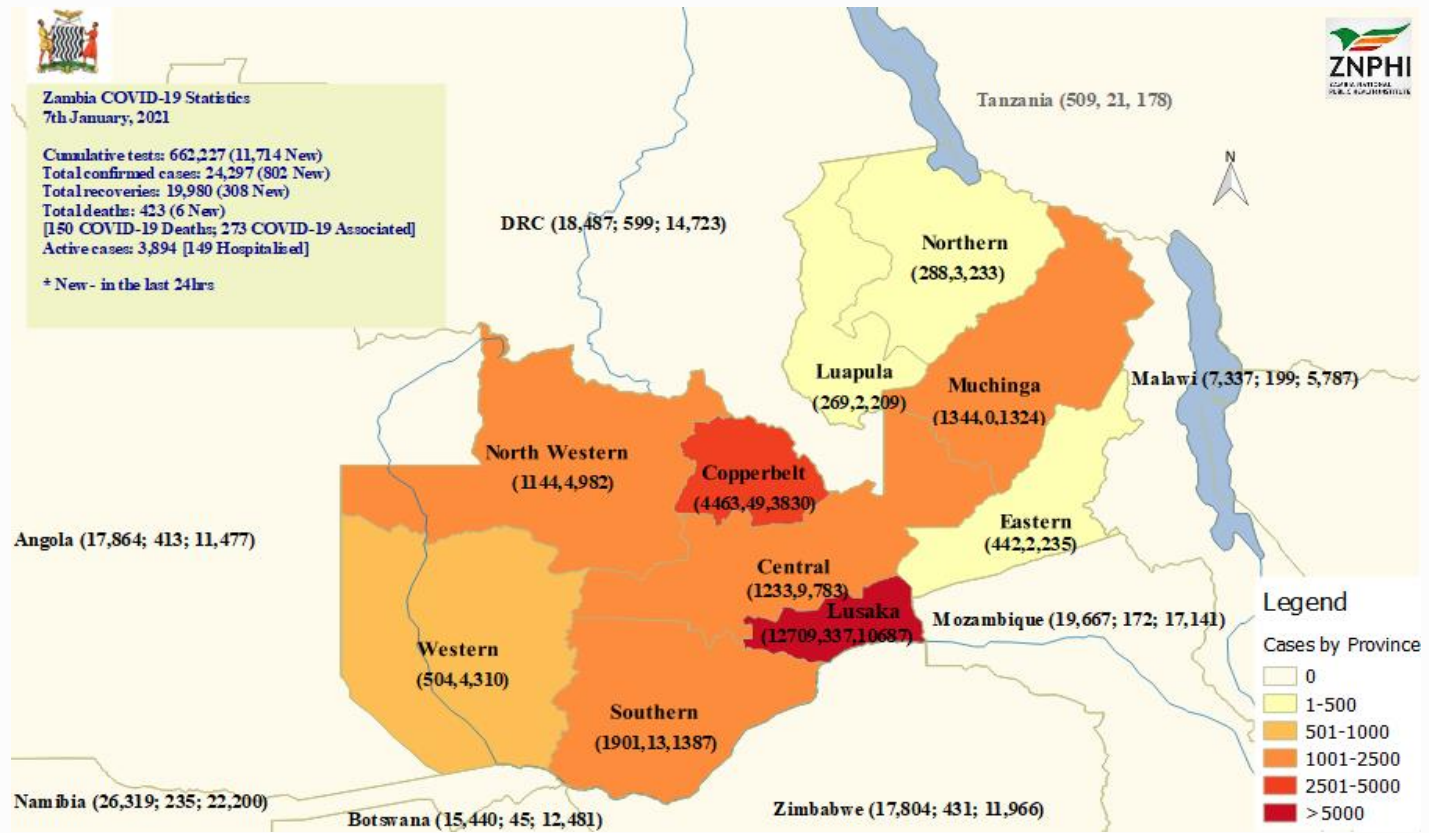 Zambia COVID-19 Statistics
7th January, 2021
Cumulative tests: 662,227 (11,714 New)
Total confirmed cases: 24,297 (802 New)
Total recoveries: 19,980 (308 New)
Total deaths: 423 (6 New)
[150 COVID-19 Deaths; 273 COVID-19 Associated]
Active cases: 3,894 [149 Hospitalised]
* New- in the last 24hrs
ZNPHI
ZAMBIA NATIONAL
PUBLIC HEALTH INSTITUTE
Tanzania (509, 21, 178)
N
DRC (18,487; 599; 14,723)
Northern
(288,3,233)
Luapula
(269,2,209)
Muchinga
(1344,0,1324)
Malawi (7,337; 199; 5,787)
North Western
(1144,4,982)
Copperbelt
(4463,49,3830)
Eastern
(442,2,235)
Angola (17,864; 413; 11,477)
Central
(1233,9,783)
Lusaka
(12709,337,10687)
Mozambique (19,667; 172; 17,141)
Western
(504,4,310)
Southern
(1901,13,1387)
Namibia (26,319; 235; 22,200)
Botswana (15,440; 45; 12,481)
Zimbabwe (17,804; 431; 11,966)
Legend
Cases by Province
0
1-500
501-1000
1001-2500
2501-5000
>5000